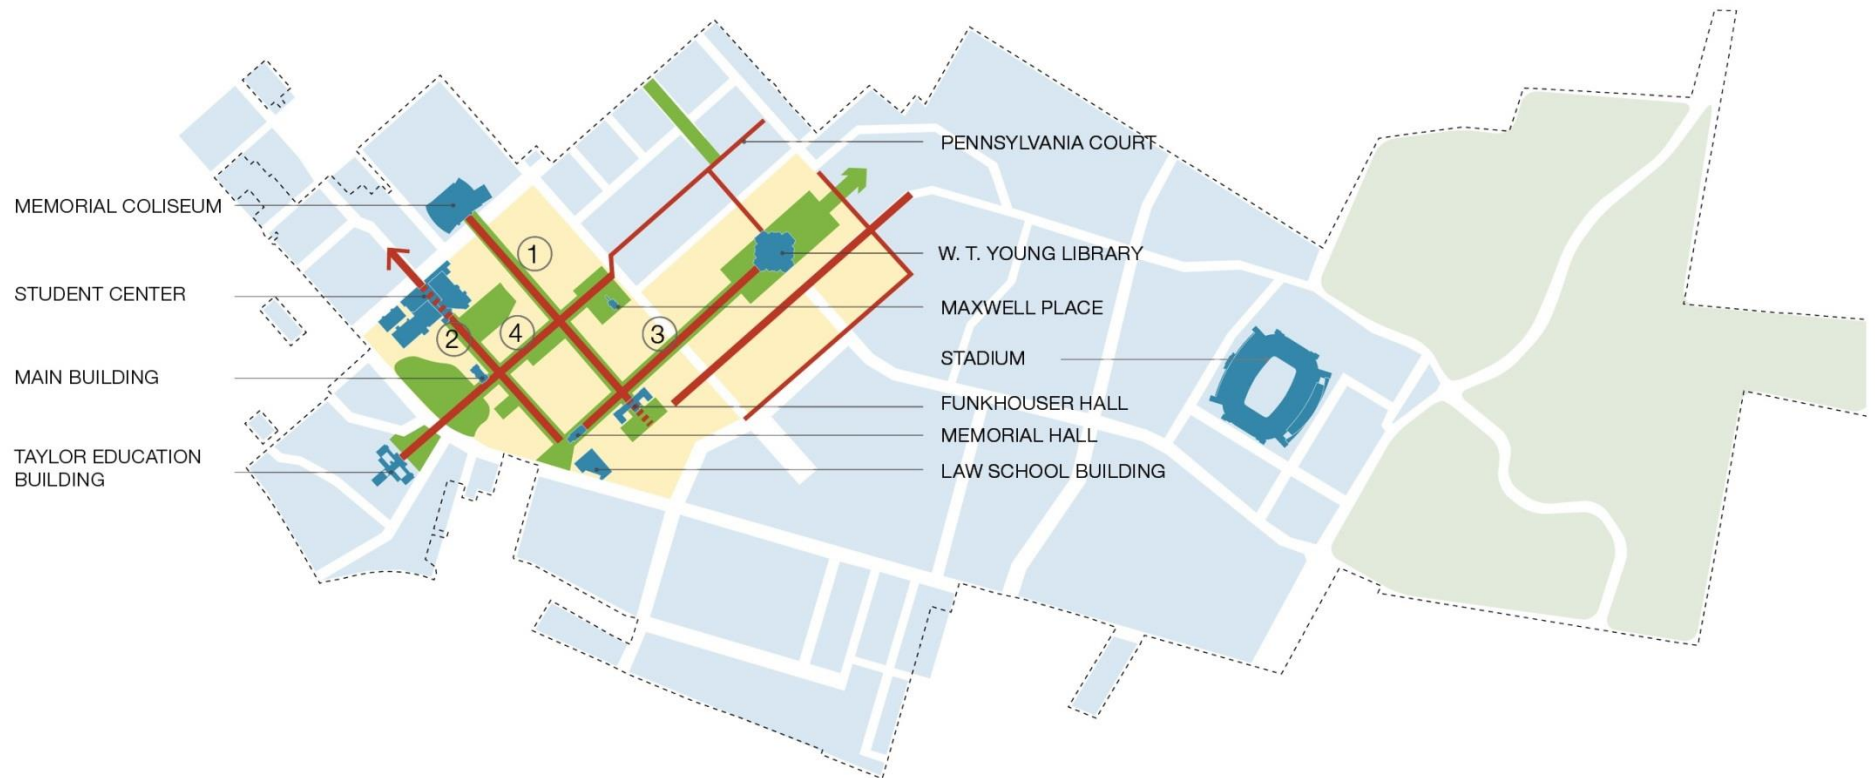 MEMORIAL COLISEUM
STUDENT CENTER
MAIN BUILDING
TAYLOR EDUCATION
BUILDING
1
2
4
3
PENNSYLVANIA COURT
W. T. YOUNG LIBRARY
MAXWELL PLACE
STADIUM
FUNKHOUSER HALL
MEMORIAL HALL
LAW SCHOOL BUILDING